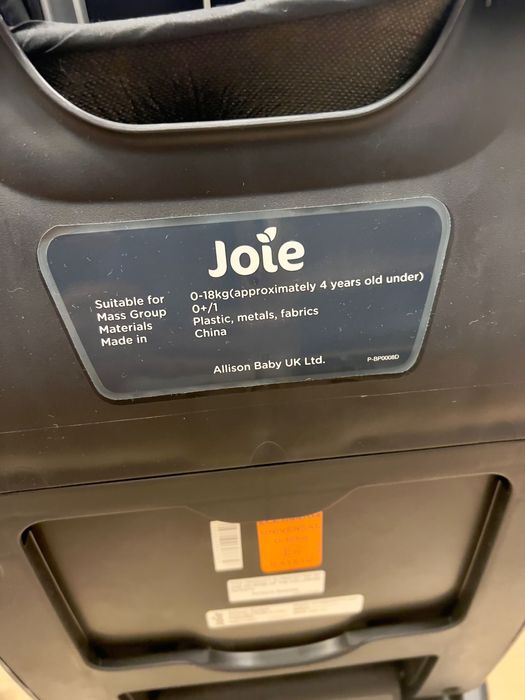 Joie
Suitable for 0-18kg(approximately 4 years old under)
Mass Group 0+/1
Materials Plastic, metals, fabrics
Made in China
Allison Baby UK Ltd. P-BP0008D
UNIVERSAL